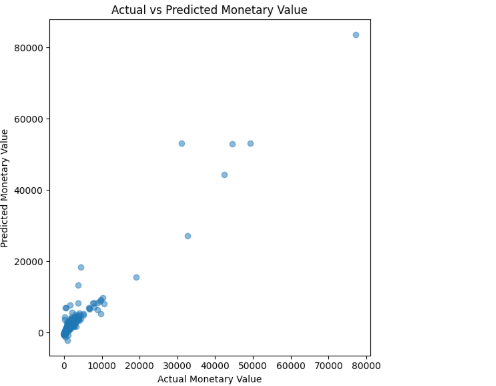 Actual vs Predicted Monetary Value
Predicted Monetary Value
80000
60000
40000
20000
0
0 10000 20000 30000 40000 50000 60000 70000 80000
Actual Monetary Value